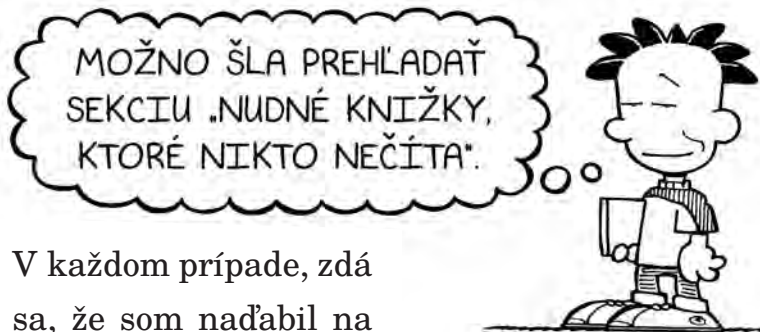 MOŽNO ŠLA PREHĽADAŤ
SEKCIU „NUDNÉ KNIŽKY,
KTORÉ NIKTO NEČÍTA“.
V každom prípade, zdá
sa, že som naďabil na